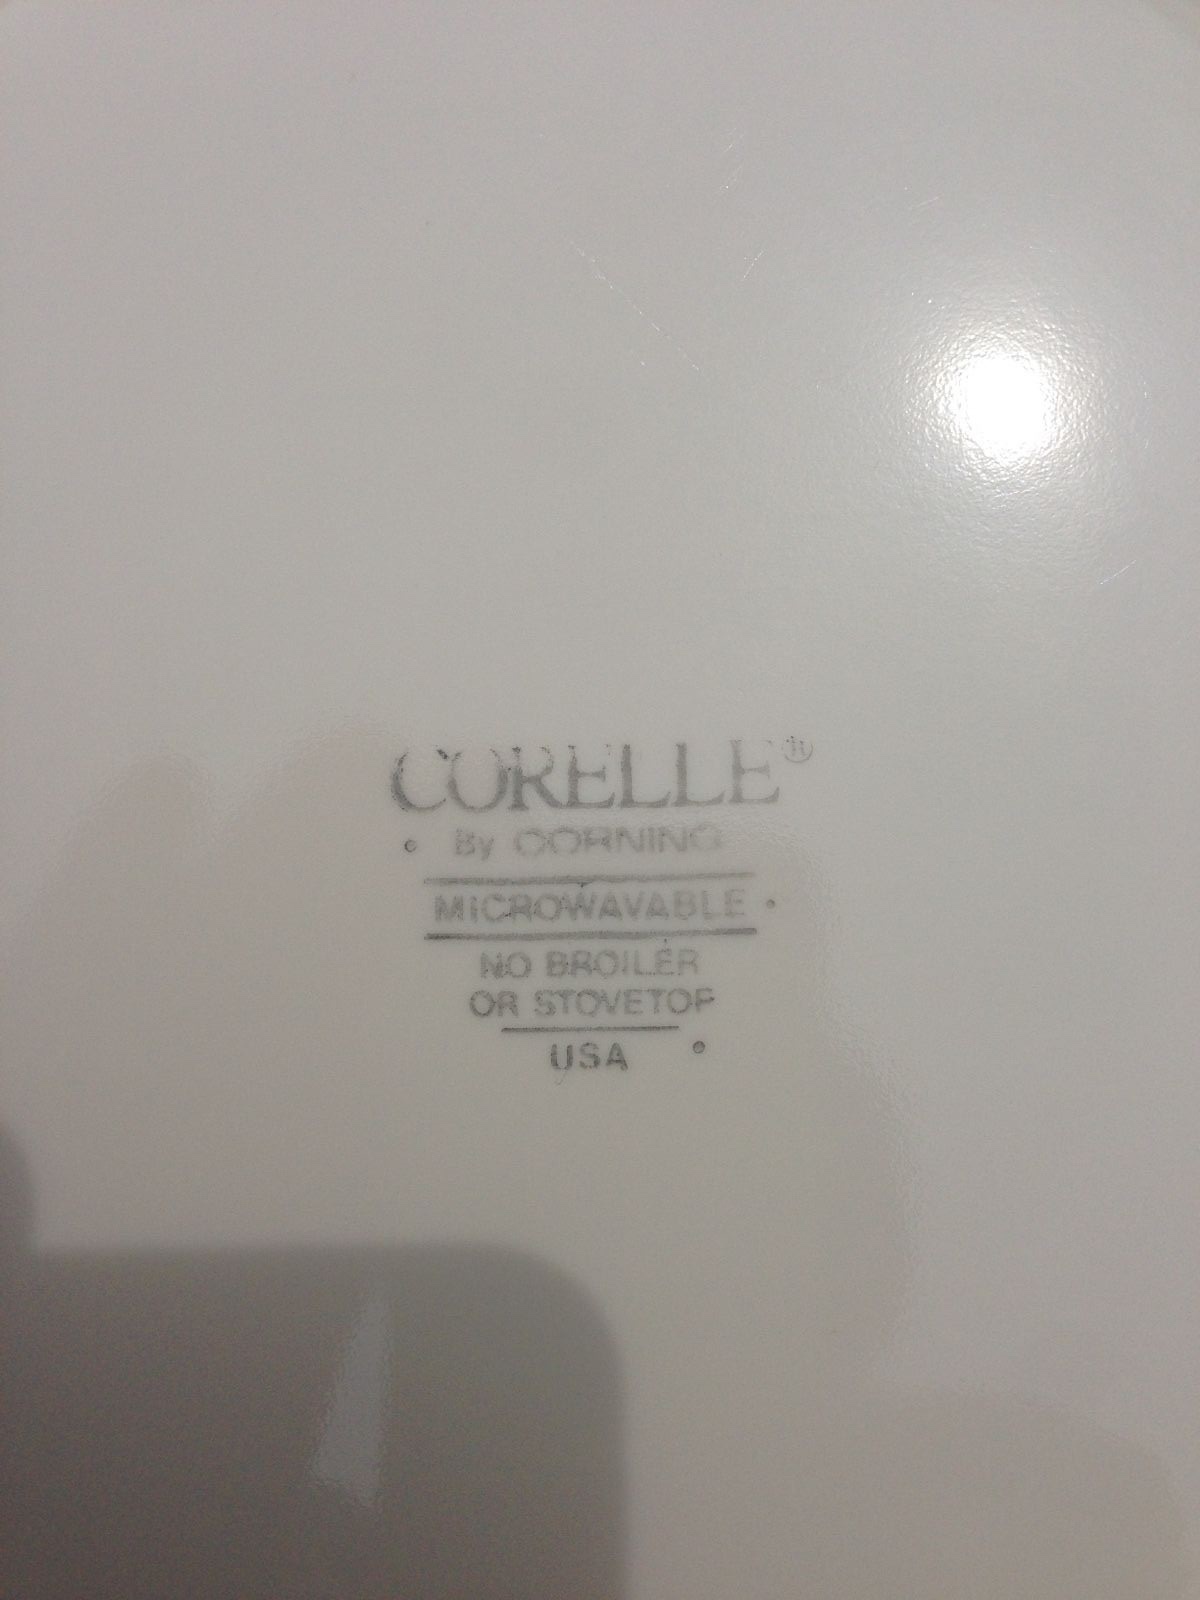 CORELLE®
By CORNING
MICROWAVABLE
NO BROILER
OR STOVETOP
USA